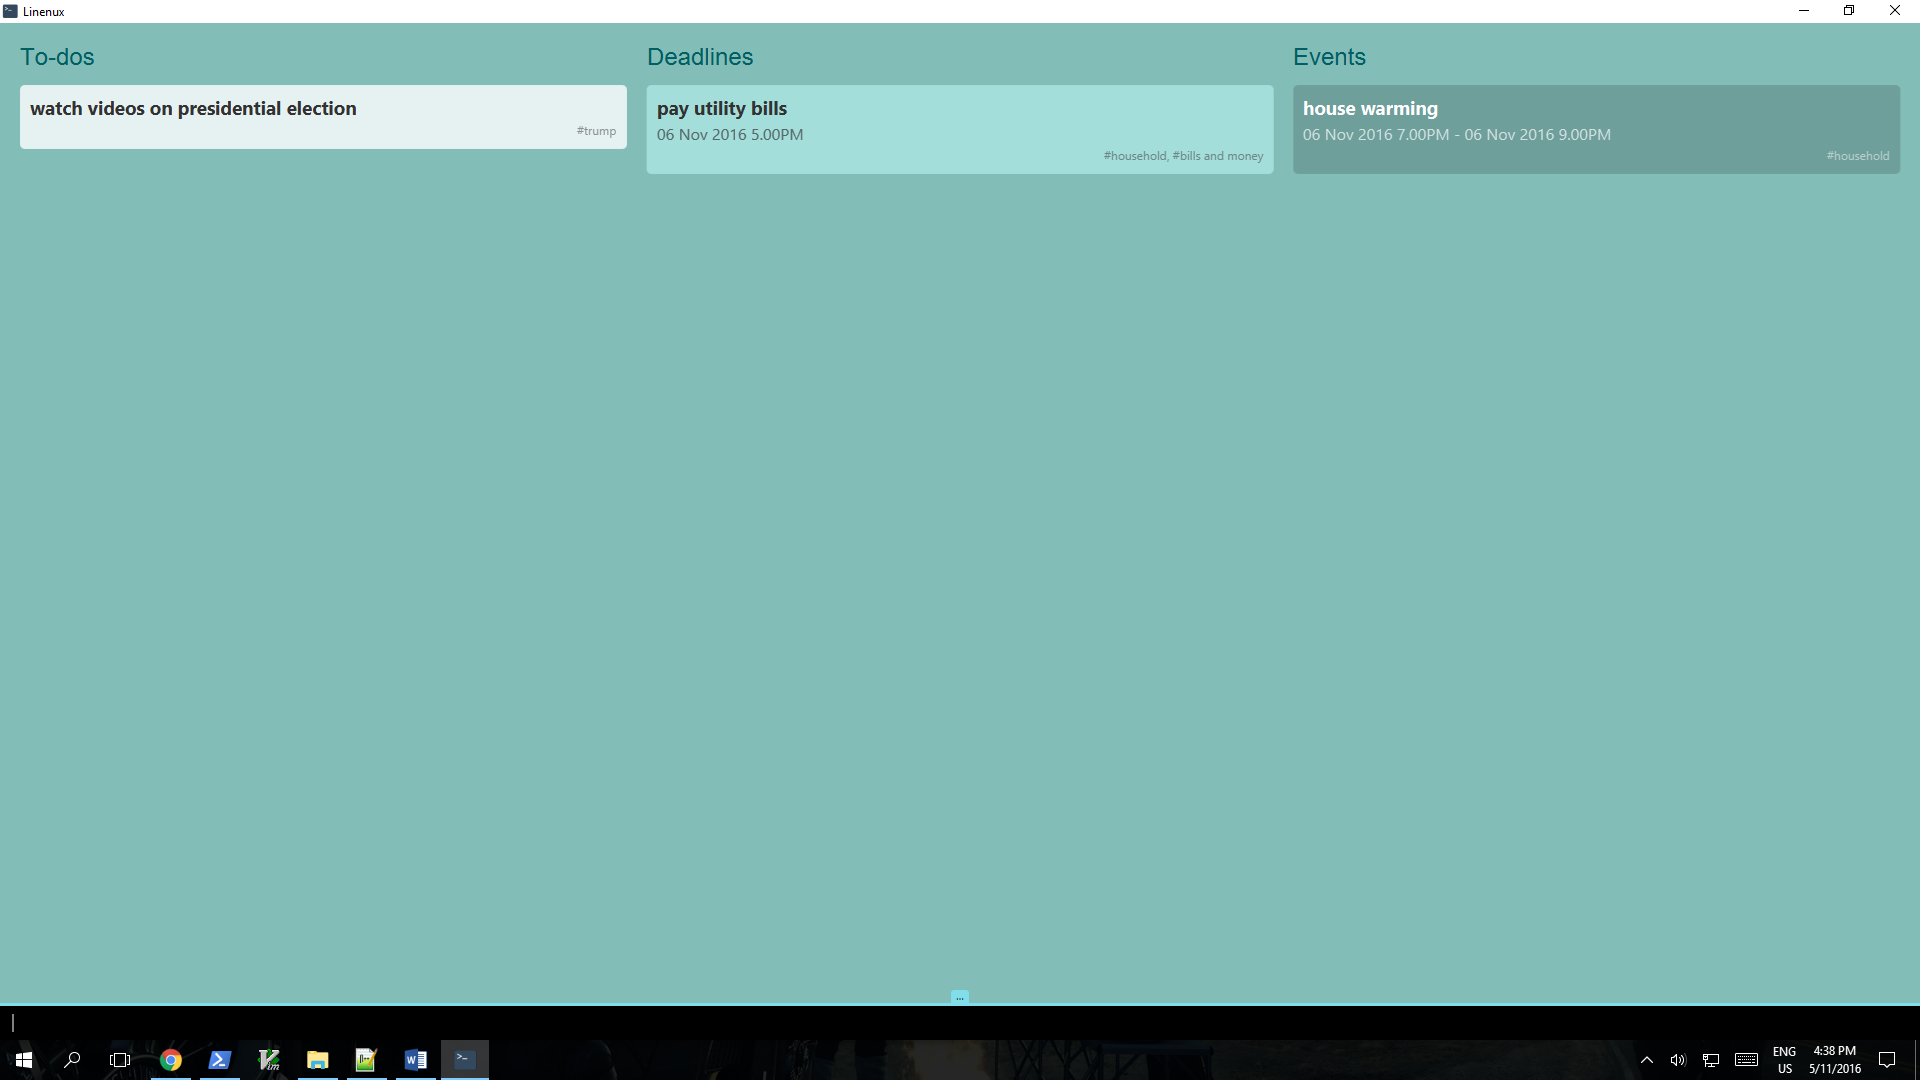 Linenux
To-dos
watch videos on presidential election
#trump
Deadlines
pay utility bills
06 Nov 2016 5.00PM
#household, #bills and money
Events
house warming
06 Nov 2016 7.00PM - 06 Nov 2016 9.00PM
#household
...
ENG
US
4:38 PM
5/11/2016